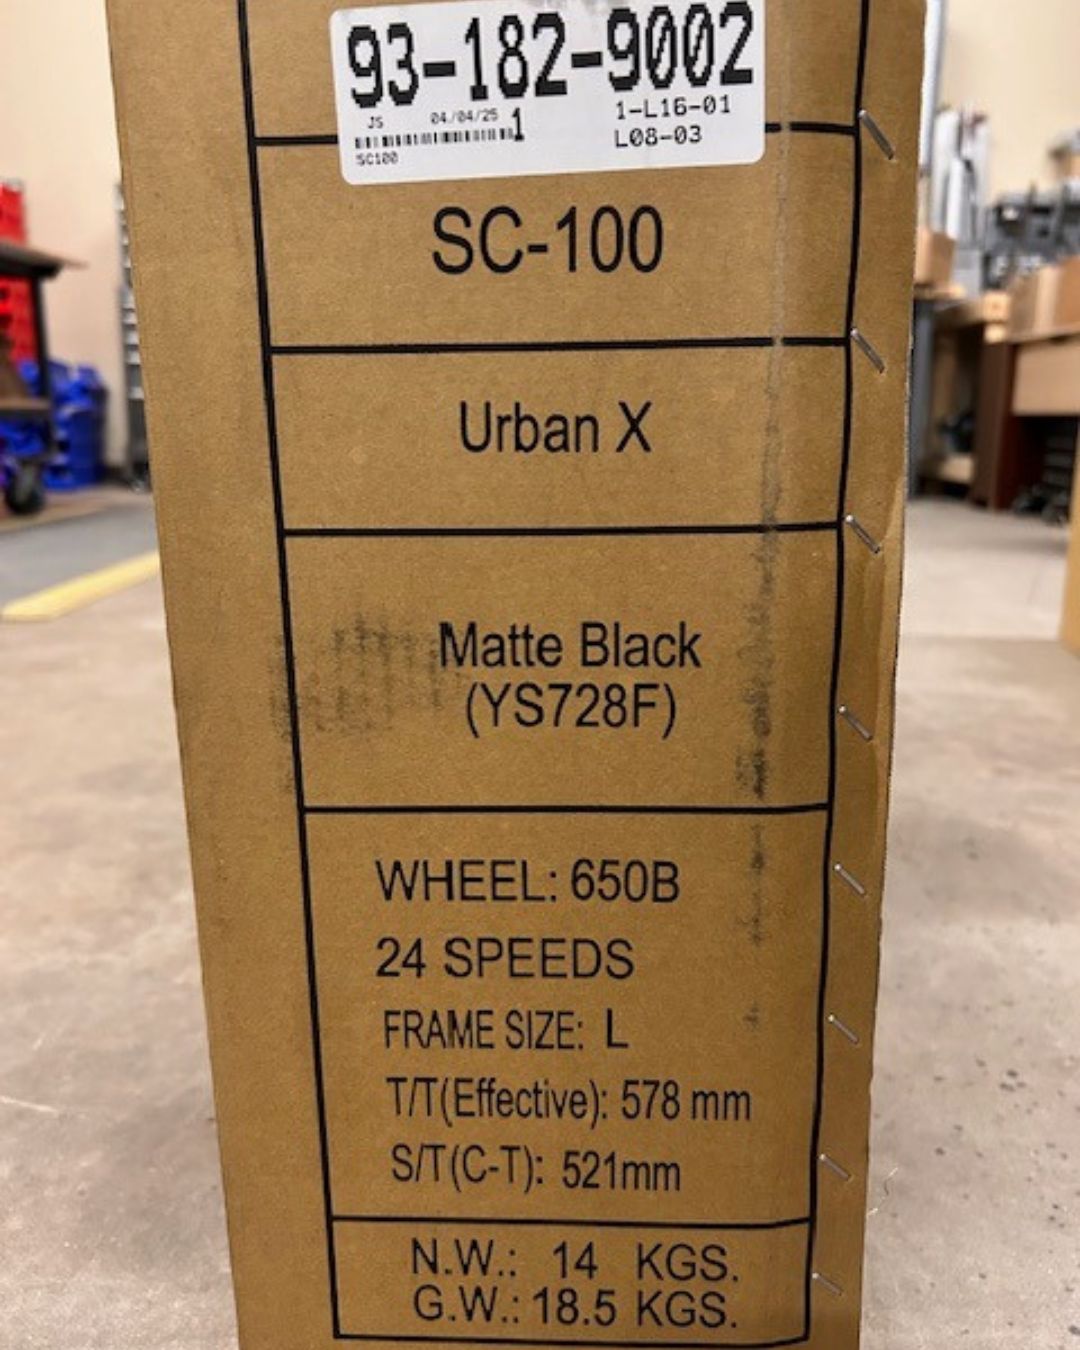 93-182-9002
JS 04/04/25 1 1-L16-01
L08-03
SC100
SC-100
Urban X
Matte Black
(YS728F)
WHEEL: 650B
24 SPEEDS
FRAME SIZE: L
T/T(Effective): 578 mm
S/T(C-T): 521mm
N.W.: 14 KGS.
G.W.: 18.5 KGS.